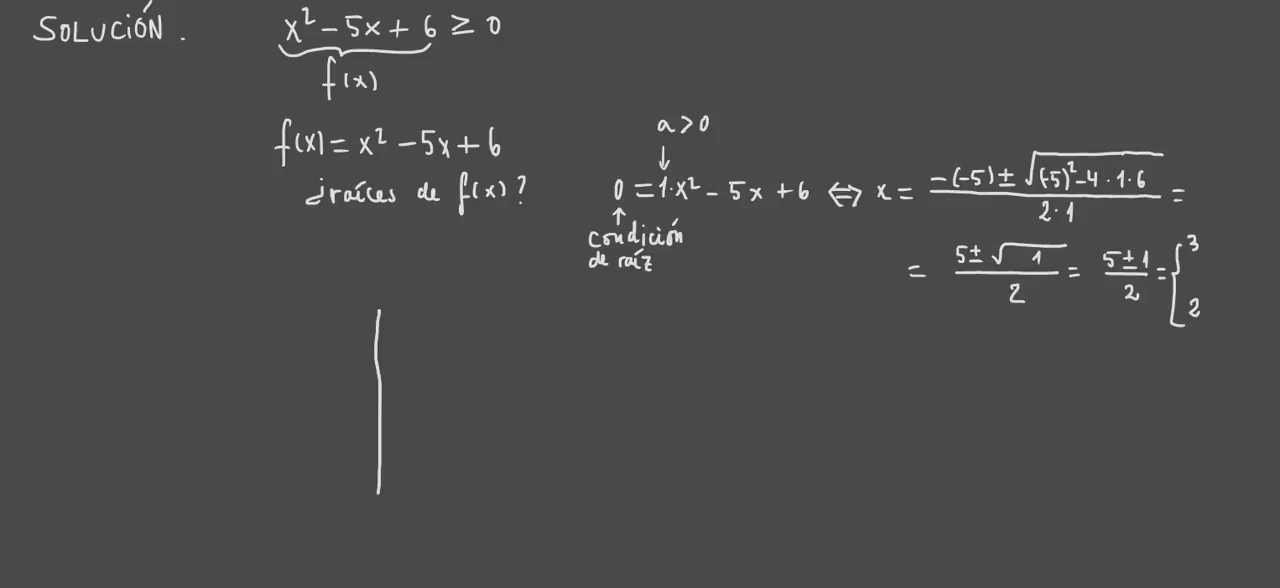 SOLUCIÓN. x² − 5x + 6 ≥ 0
f(x)
f(x) = x² − 5x + 6
a > 0
↓
¿raíces de f(x)? 0 = 1·x² − 5x + 6 ⇔ x = (−(−5) ± √((−5)² − 4·1·6)) / (2·1) =
↑
condición
de raíz
= (5 ± √1) / 2 = (5 ± 1) / 2 = { 3
2